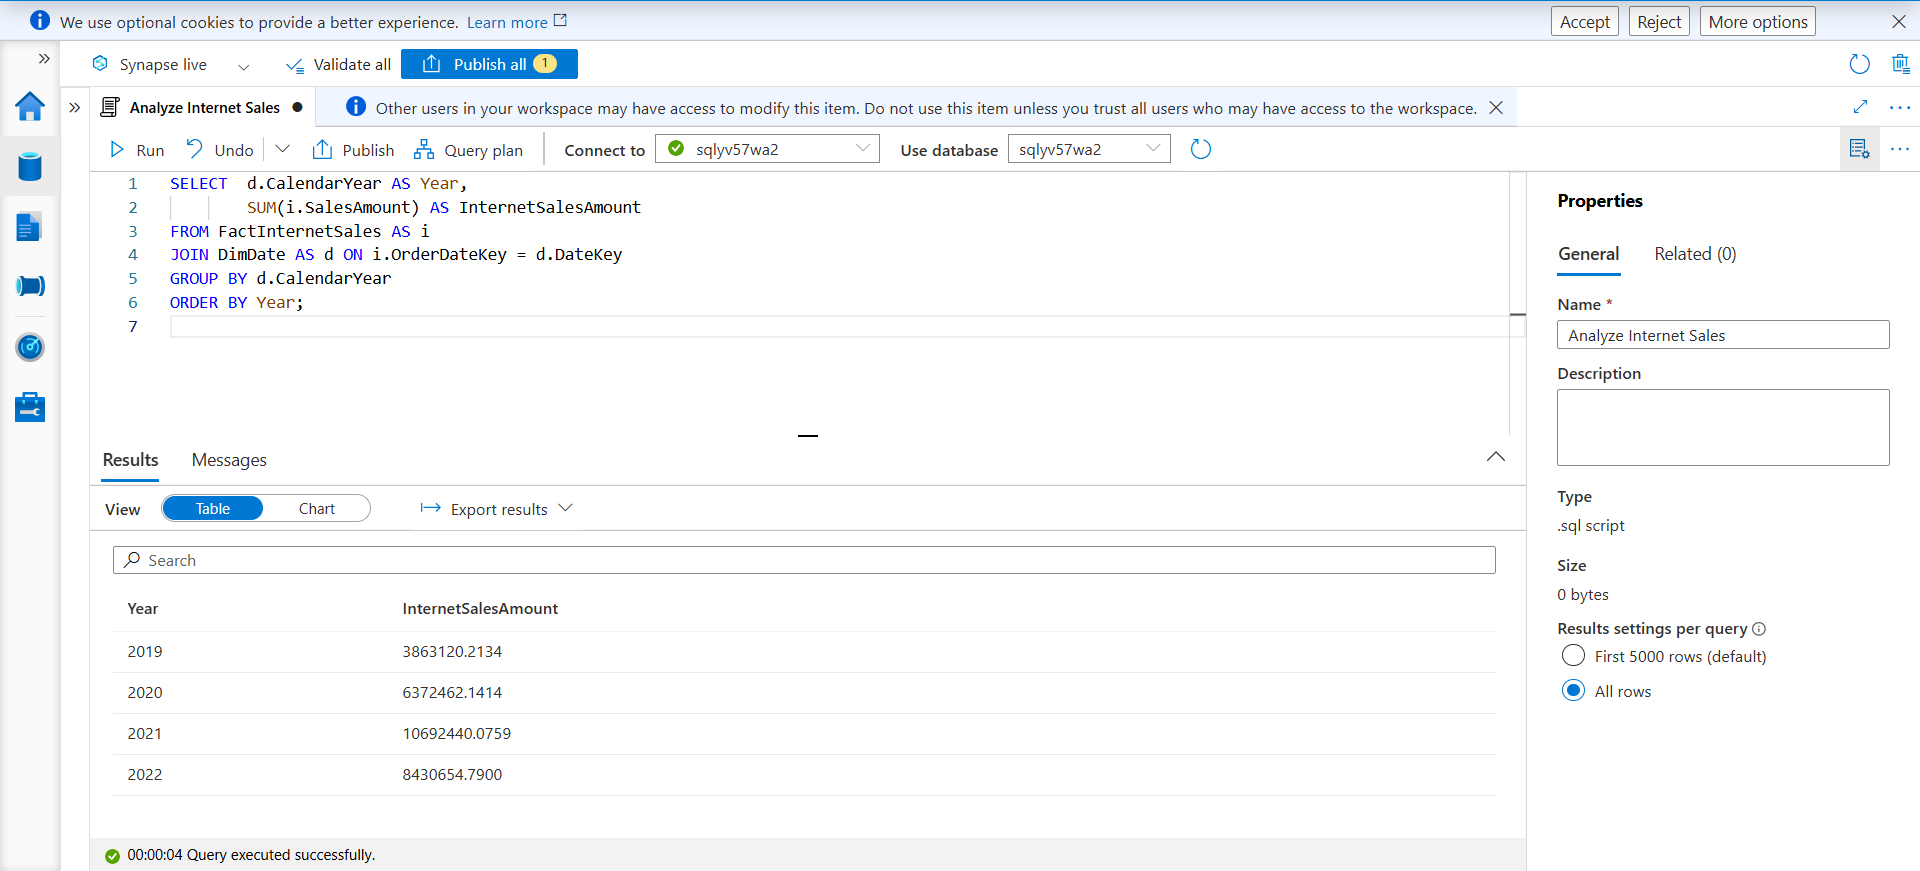 We use optional cookies to provide a better experience. Learn more
Accept
Reject
More options
Synapse live
Validate all
Publish all 1
Analyze Internet Sales
Other users in your workspace may have access to modify this item. Do not use this item unless you trust all users who may have access to the workspace.
Run
Undo
Publish
Query plan
Connect to
sqlyv57wa2
Use database
sqlyv57wa2
1 SELECT  d.CalendarYear AS Year,
2         SUM(i.SalesAmount) AS InternetSalesAmount
3 FROM FactInternetSales AS i
4 JOIN DimDate AS d ON i.OrderDateKey = d.DateKey
5 GROUP BY d.CalendarYear
6 ORDER BY Year;
7
Results
Messages
View
Table
Chart
Export results
Search
Year InternetSalesAmount
2019 3863120.2134
2020 6372462.1414
2021 10692440.0759
2022 8430654.7900
00:00:04 Query executed successfully.
Properties
General
Related (0)
Name *
Analyze Internet Sales
Description
Type
.sql script
Size
0 bytes
Results settings per query
First 5000 rows (default)
All rows